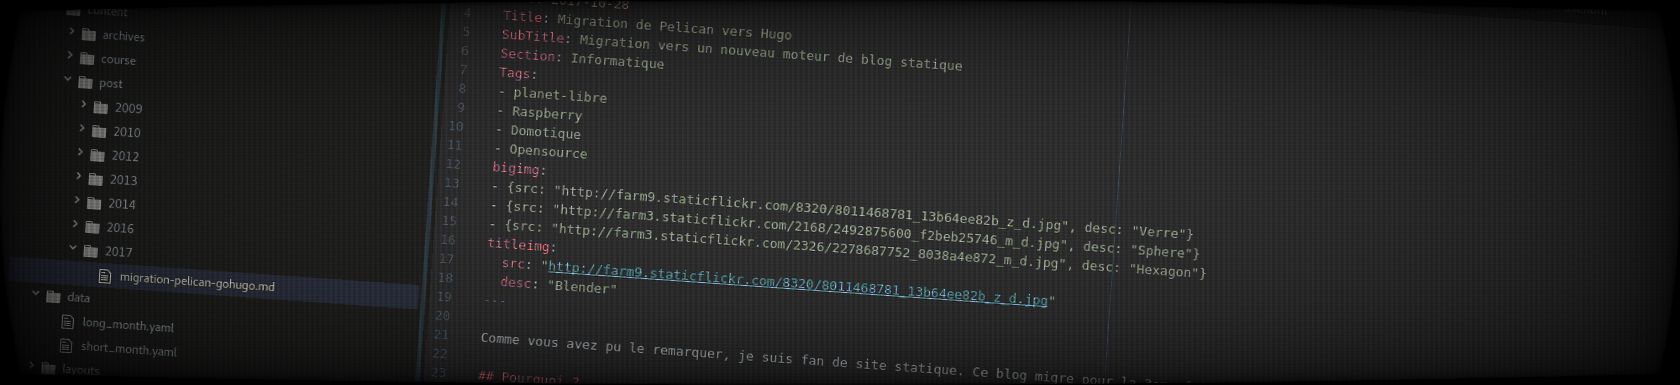 content
archives
course
post
2009
2010
2012
2013
2014
2016
2017
migration-pelican-gohugo.md
data
long_month.yaml
short_month.yaml
layouts
2017-10-28
4 Title: Migration de Pelican vers Hugo
5 SubTitle: Migration vers un nouveau moteur de blog statique
6 Section: Informatique
7 Tags:
8 - planet-libre
9 - Raspberry
10 - Domotique
11 - Opensource
12 bigimg:
13 - {src: "http://farm9.staticflickr.com/8320/8011468781_13b64ee82b_z_d.jpg", desc: "Verre"}
14 - {src: "http://farm3.staticflickr.com/2168/2492875600_f2beb25746_m_d.jpg", desc: "Sphere"}
15 - {src: "http://farm3.staticflickr.com/2326/2278687752_8038a4e872_m_d.jpg", desc: "Hexagon"}
16 titleimg:
17 src: "http://farm9.staticflickr.com/8320/8011468781_13b64ee82b_z_d.jpg"
18 desc: "Blender"
19 ---
20
21 Comme vous avez pu le remarquer, je suis fan de site statique. Ce blog migre pour la
22
23 ## Pourquoi ?